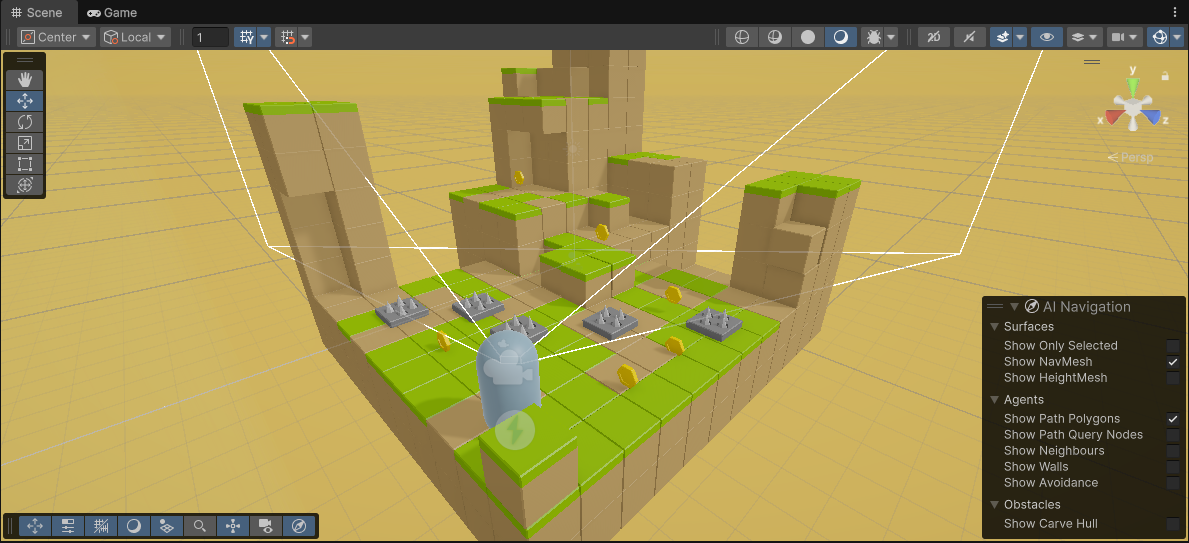 Scene
Game
Center
Local
1
2D
y
x
z
Persp
AI Navigation
Surfaces
Show Only Selected
Show NavMesh
Show HeightMesh
Agents
Show Path Polygons
Show Path Query Nodes
Show Neighbours
Show Walls
Show Avoidance
Obstacles
Show Carve Hull